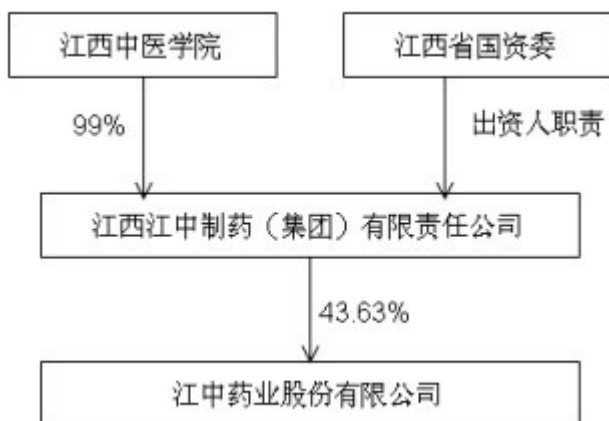 江西中医学院
江西省国资委
99%
出资人职责
江西江中制药（集团）有限责任公司
43.63%
江中药业股份有限公司